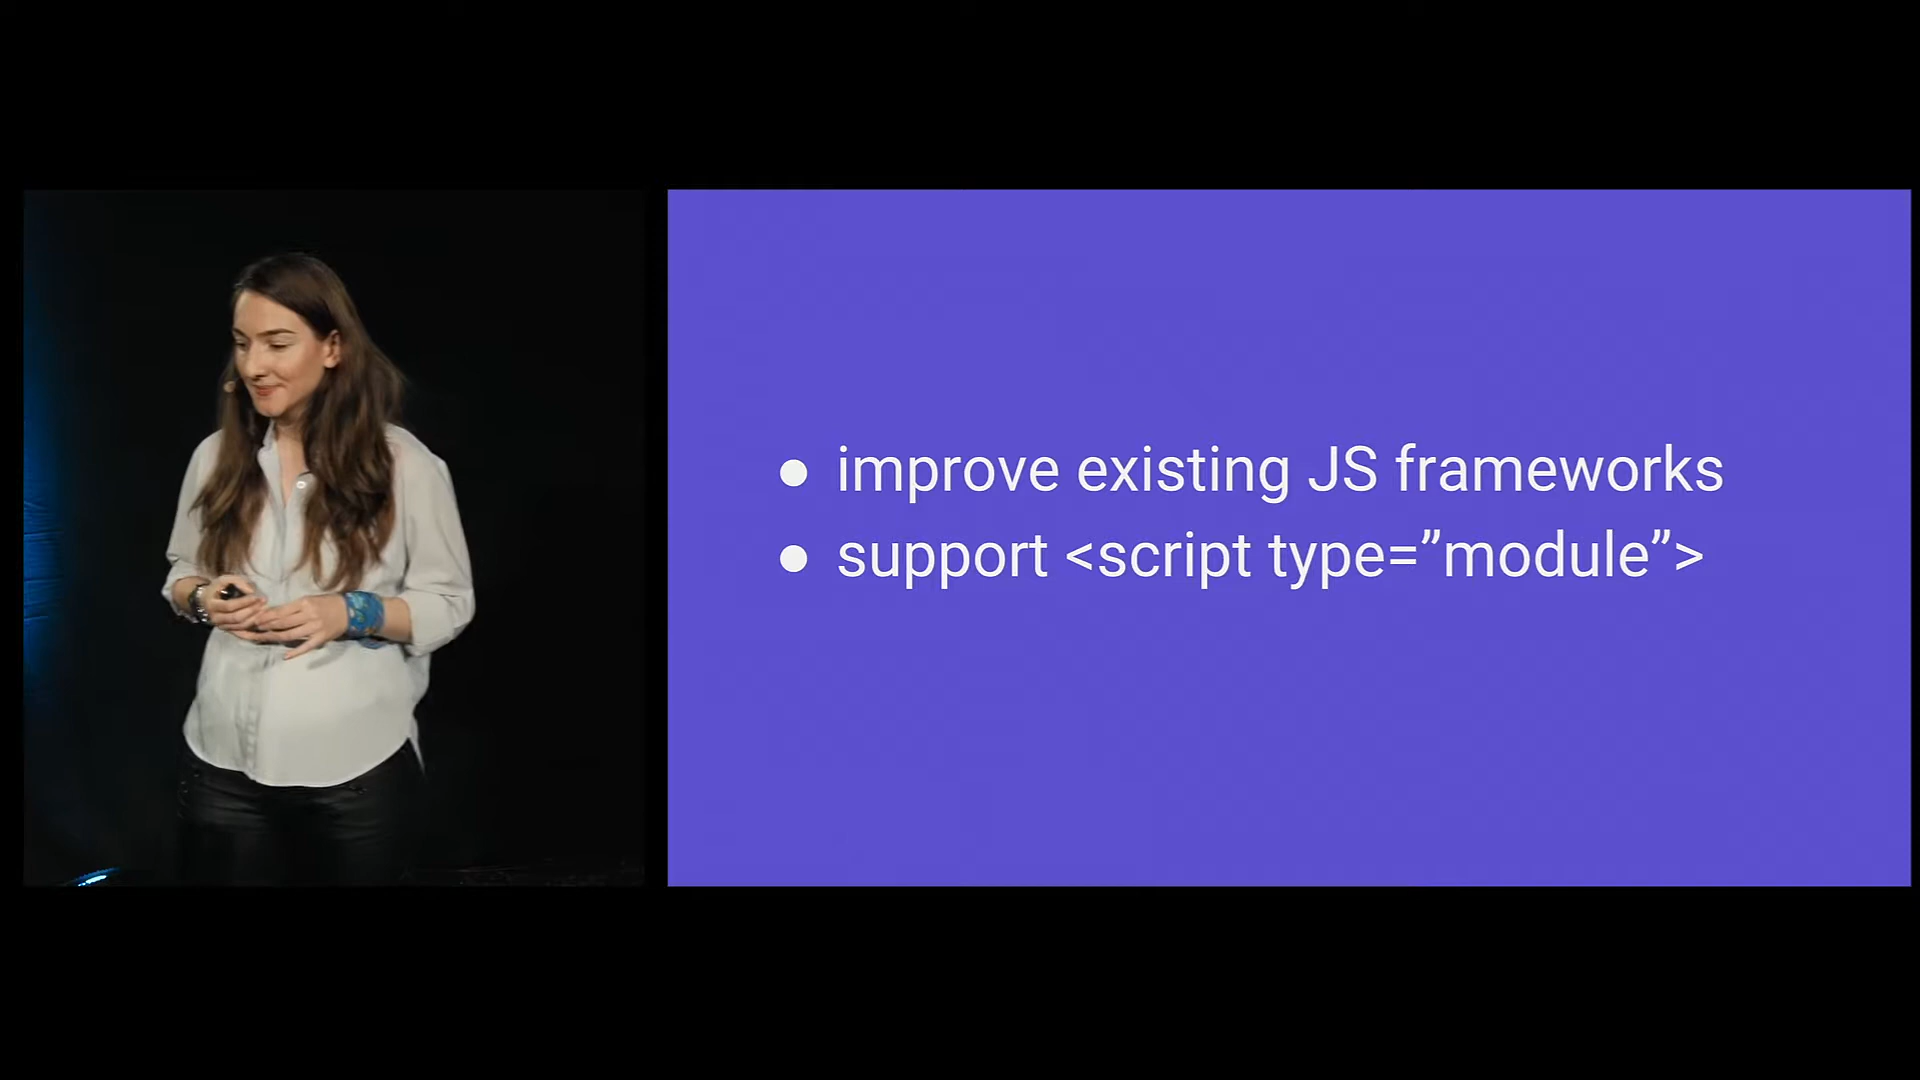 ● improve existing JS frameworks
● support <script type=”module”>